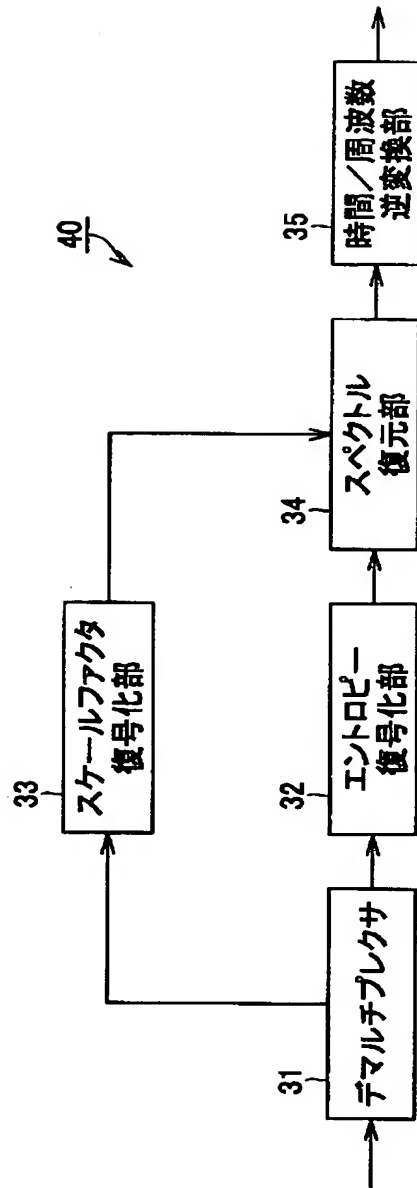 40
33
スケールファクタ
復号化部
31
デマルチプレクサ
32
エントロピー
復号化部
34
スペクトル
復元部
35
時間／周波数
逆変換部